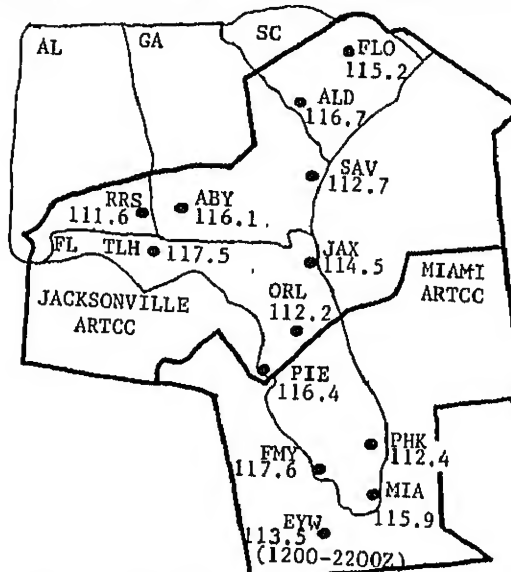 AL
GA
SC
FLO
115.2
ALD
116.7
SAV
112.7
RRS
111.6
ABY
116.1
FL
TLH
117.5
JAX
114.5
JACKSONVILLE
ARTCC
MIAMI
ARTCC
ORL
112.2
PIE
116.4
PHK
112.4
FMY
117.6
MIA
115.9
EYW
113.5
(1200-2200Z)